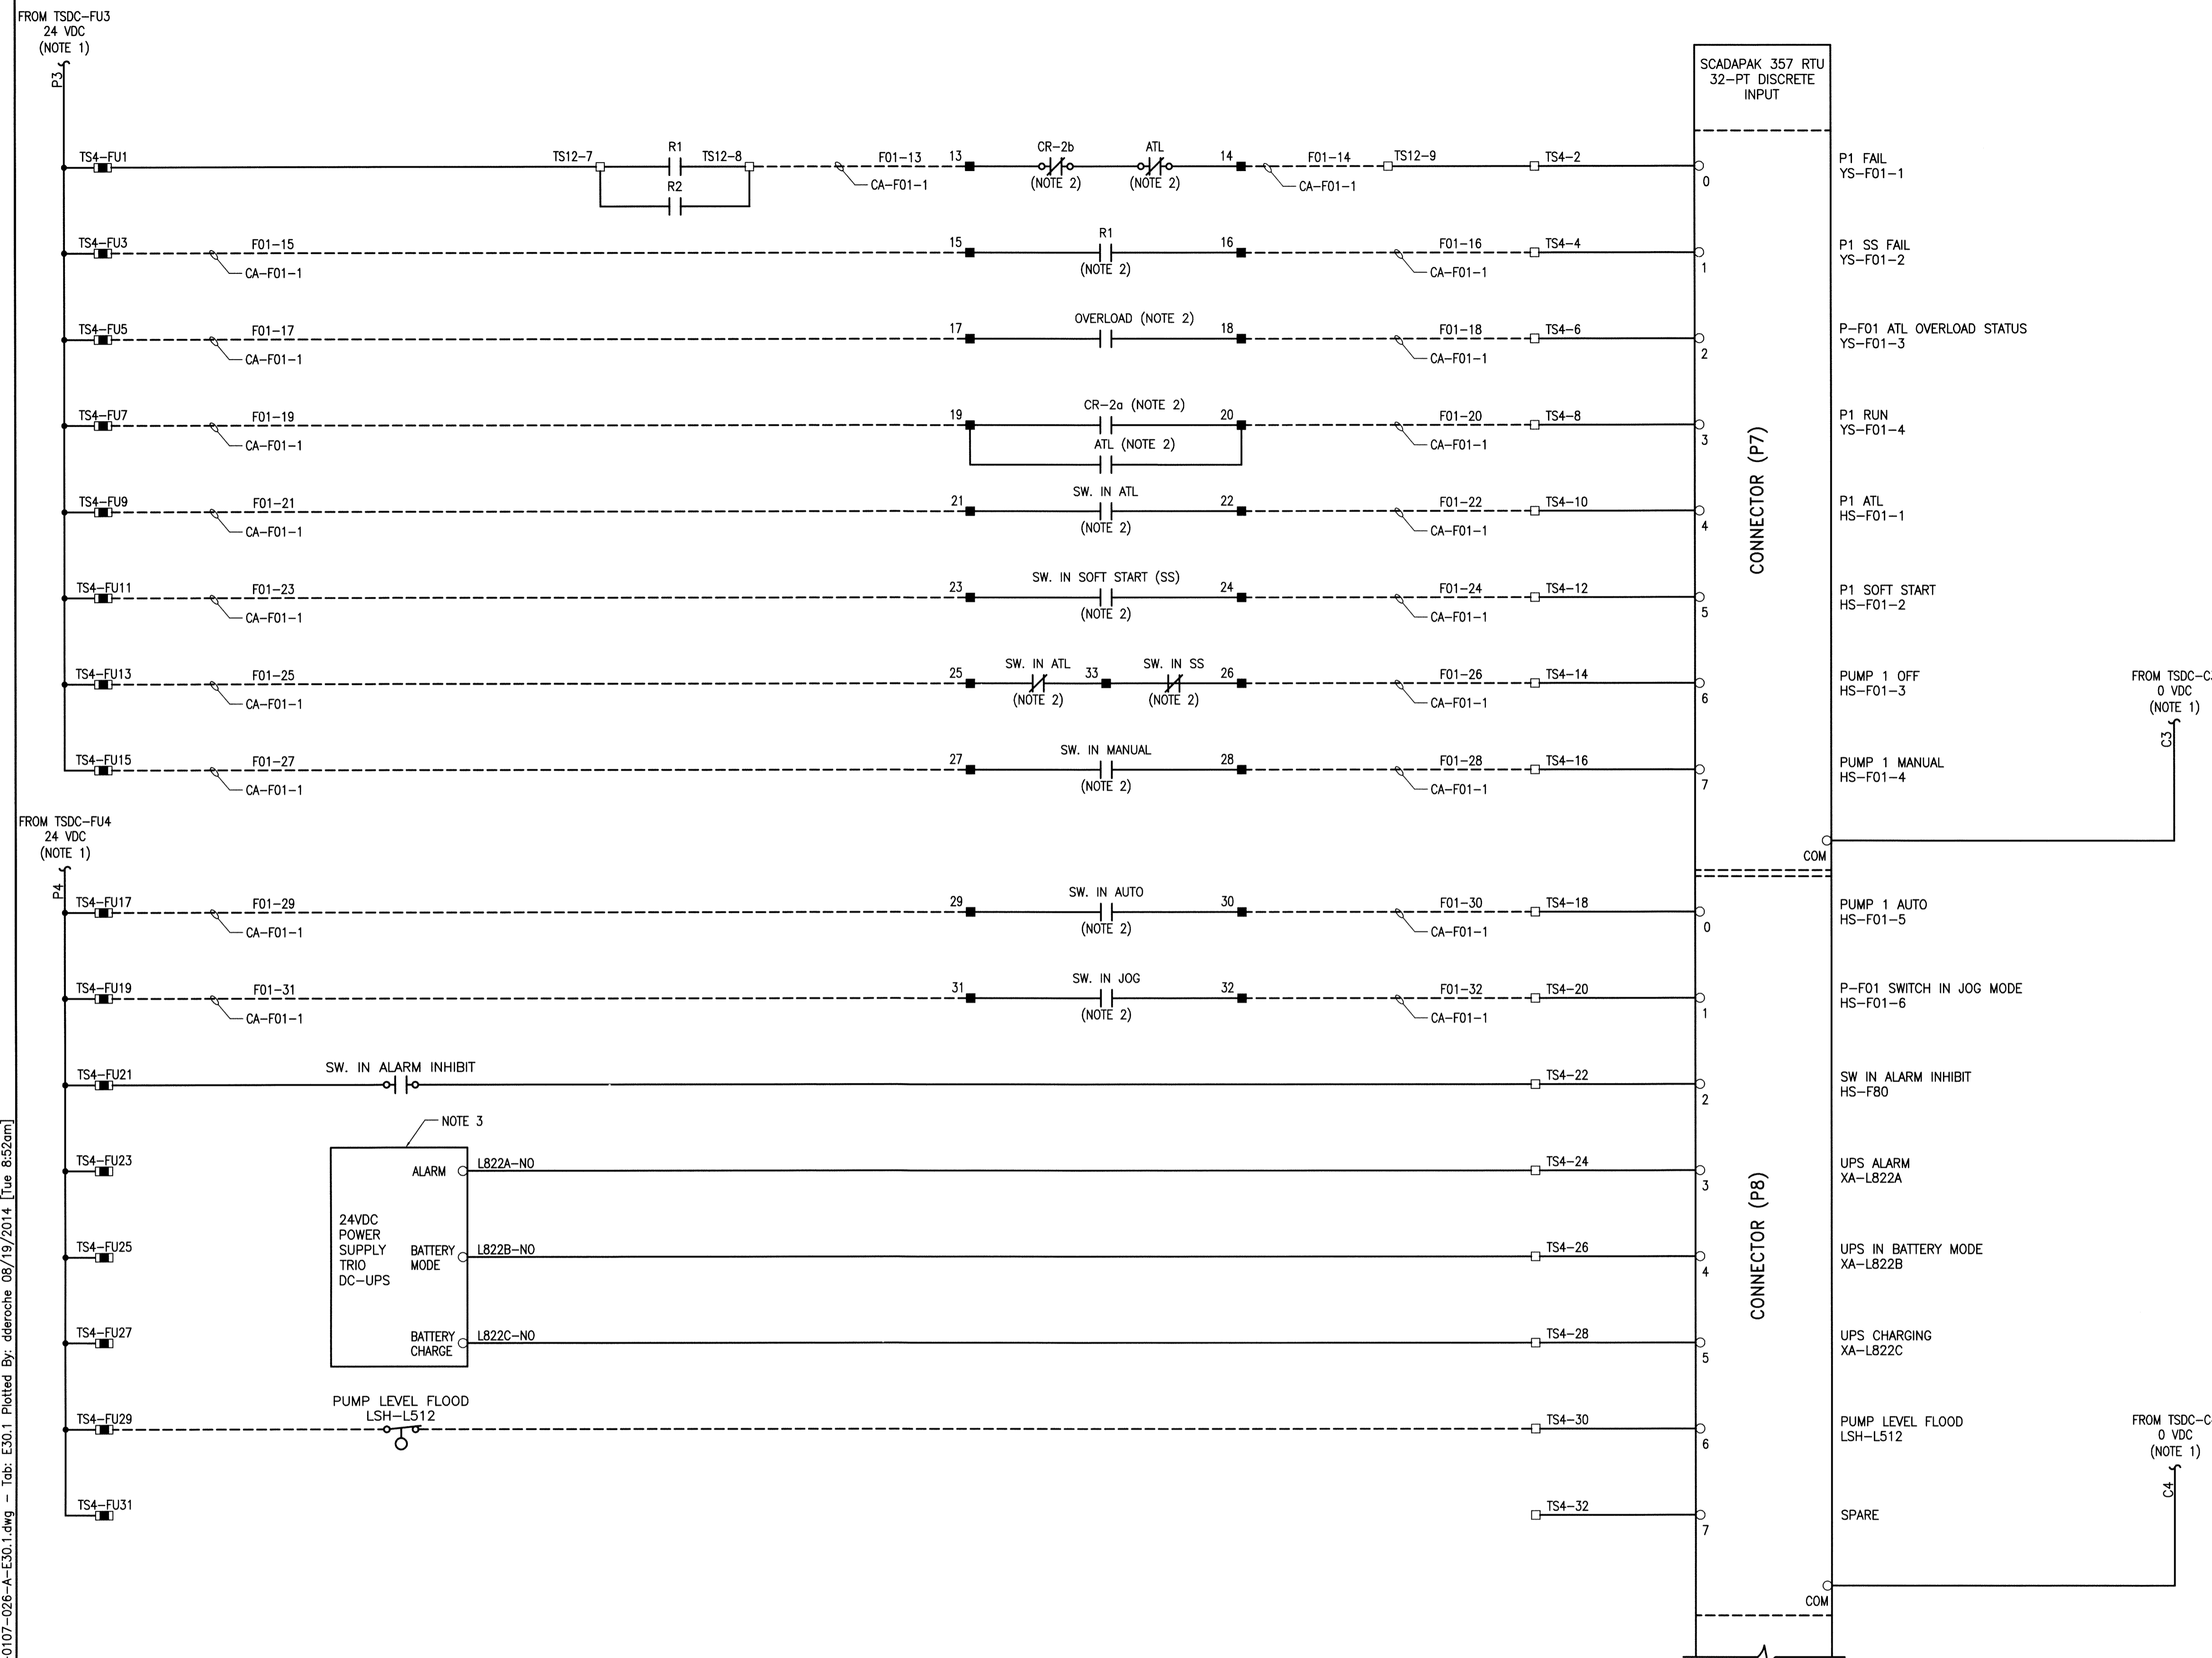 FROM TSDC-FU3
24 VDC
(NOTE 1)
P3
SCADAPAK 357 RTU
32-PT DISCRETE
INPUT
TS4-FU1
TS12-7
R1
TS12-8
R2
F01-13
CA-F01-1
13
CR-2b
(NOTE 2)
ATL
(NOTE 2)
14
F01-14
CA-F01-1
TS12-9
TS4-2
0
P1 FAIL
YS-F01-1
TS4-FU3
F01-15
CA-F01-1
15
R1
(NOTE 2)
16
F01-16
CA-F01-1
TS4-4
1
P1 SS FAIL
YS-F01-2
TS4-FU5
F01-17
CA-F01-1
17
OVERLOAD (NOTE 2)
18
F01-18
CA-F01-1
TS4-6
2
P-F01 ATL OVERLOAD STATUS
YS-F01-3
TS4-FU7
F01-19
CA-F01-1
19
CR-2a (NOTE 2)
ATL (NOTE 2)
20
F01-20
CA-F01-1
TS4-8
3
P1 RUN
YS-F01-4
CONNECTOR (P7)
TS4-FU9
F01-21
CA-F01-1
21
SW. IN ATL
(NOTE 2)
22
F01-22
CA-F01-1
TS4-10
4
P1 ATL
HS-F01-1
TS4-FU11
F01-23
CA-F01-1
23
SW. IN SOFT START (SS)
(NOTE 2)
24
F01-24
CA-F01-1
TS4-12
5
P1 SOFT START
HS-F01-2
TS4-FU13
F01-25
CA-F01-1
25
SW. IN ATL
(NOTE 2)
33
SW. IN SS
(NOTE 2)
26
F01-26
CA-F01-1
TS4-14
6
PUMP 1 OFF
HS-F01-3
FROM TSDC-C3
0 VDC
(NOTE 1)
C3
TS4-FU15
F01-27
CA-F01-1
27
SW. IN MANUAL
(NOTE 2)
28
F01-28
CA-F01-1
TS4-16
7
PUMP 1 MANUAL
HS-F01-4
COM
FROM TSDC-FU4
24 VDC
(NOTE 1)
P4
TS4-FU17
F01-29
CA-F01-1
29
SW. IN AUTO
(NOTE 2)
30
F01-30
CA-F01-1
TS4-18
0
PUMP 1 AUTO
HS-F01-5
TS4-FU19
F01-31
CA-F01-1
31
SW. IN JOG
(NOTE 2)
32
F01-32
CA-F01-1
TS4-20
1
P-F01 SWITCH IN JOG MODE
HS-F01-6
TS4-FU21
SW. IN ALARM INHIBIT
TS4-22
2
SW IN ALARM INHIBIT
HS-F80
NOTE 3
TS4-FU23
ALARM
L822A-NO
TS4-24
3
UPS ALARM
XA-L822A
CONNECTOR (P8)
24VDC
POWER
SUPPLY
TRIO
DC-UPS
TS4-FU25
BATTERY
MODE
L822B-NO
TS4-26
4
UPS IN BATTERY MODE
XA-L822B
TS4-FU27
BATTERY
CHARGE
L822C-NO
TS4-28
5
UPS CHARGING
XA-L822C
TS4-FU29
PUMP LEVEL FLOOD
LSH-L512
TS4-30
6
PUMP LEVEL FLOOD
LSH-L512
FROM TSDC-C
0 VDC
(NOTE 1)
C4
TS4-FU31
TS4-32
7
SPARE
COM
-0107-026-A-E30.1.dwg - Tab: E30.1 Plotted By: dderoche 08/19/2014 [Tue 8:52am]